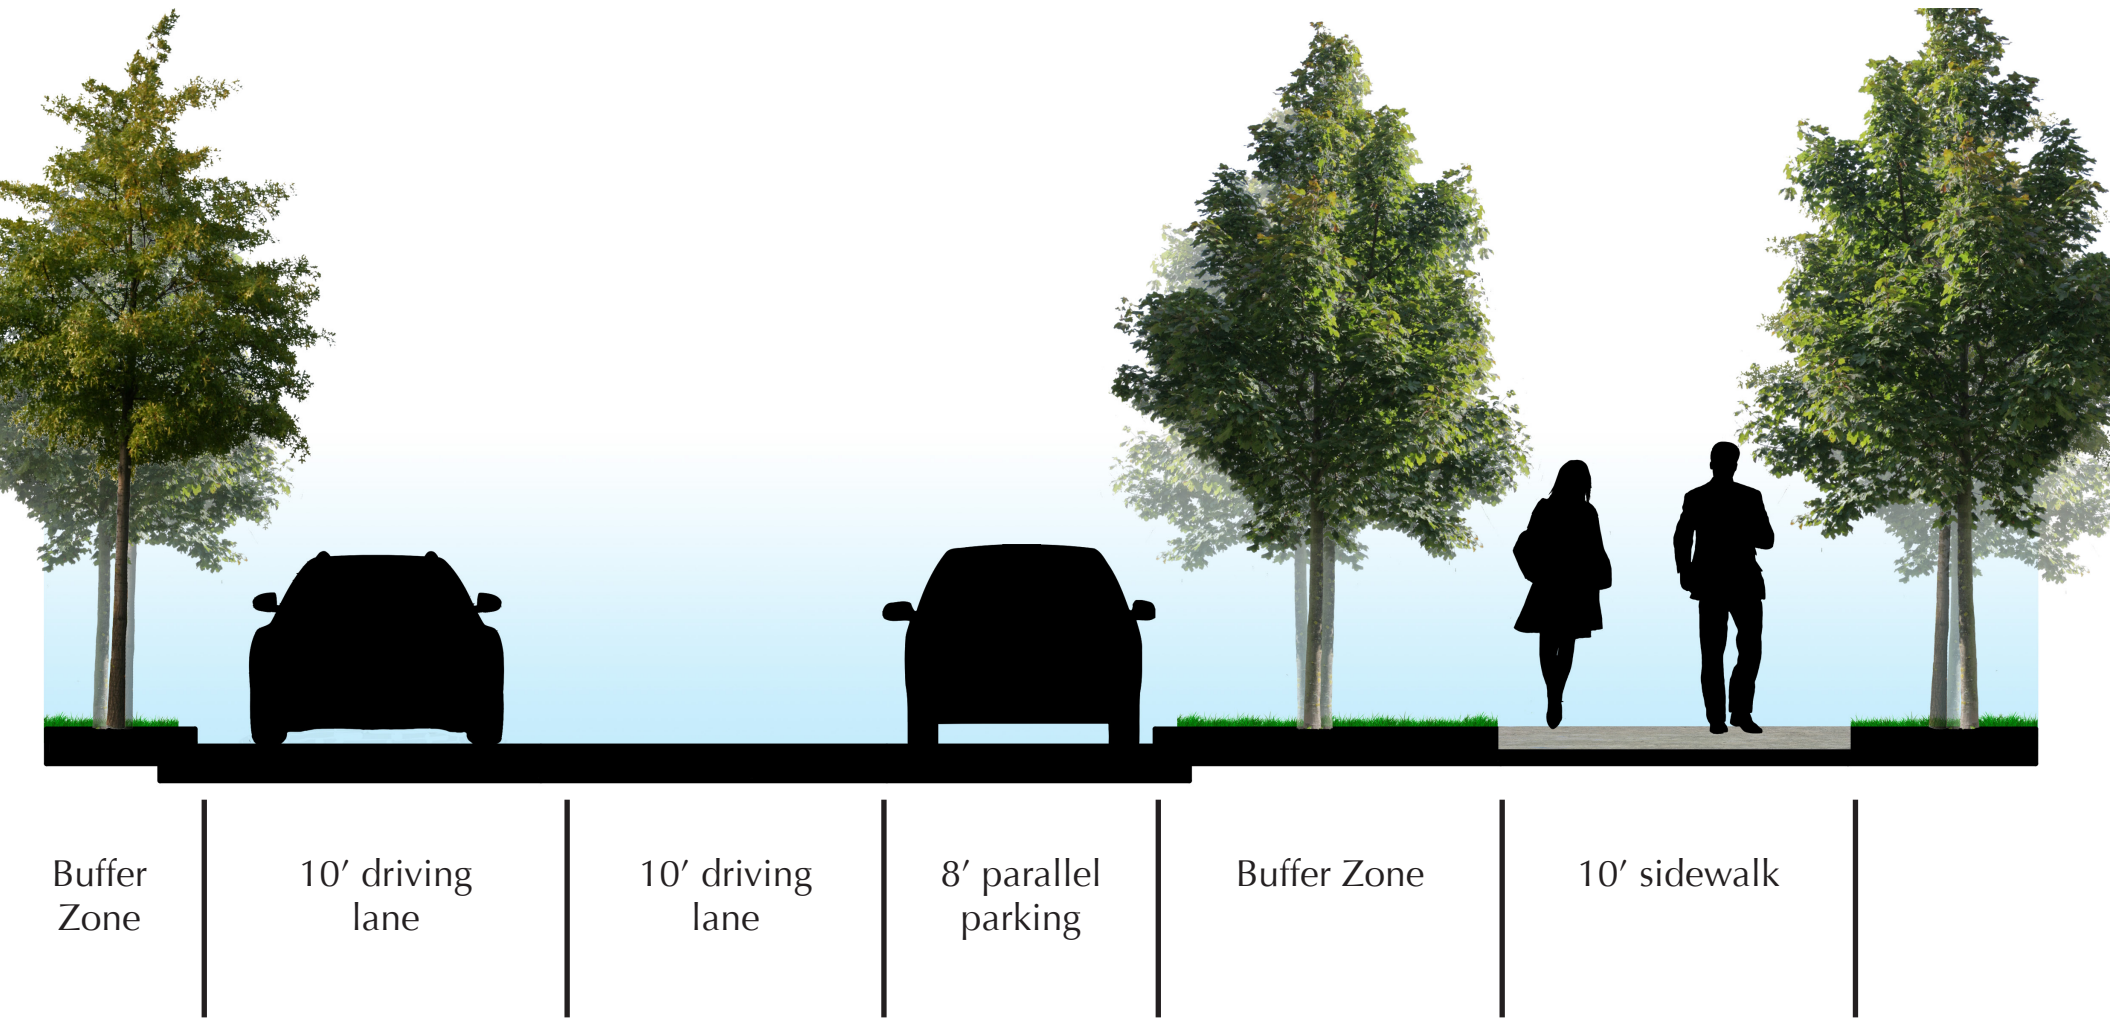 Buffer
Zone
10′ driving
lane
10′ driving
lane
8′ parallel
parking
Buffer Zone
10′ sidewalk